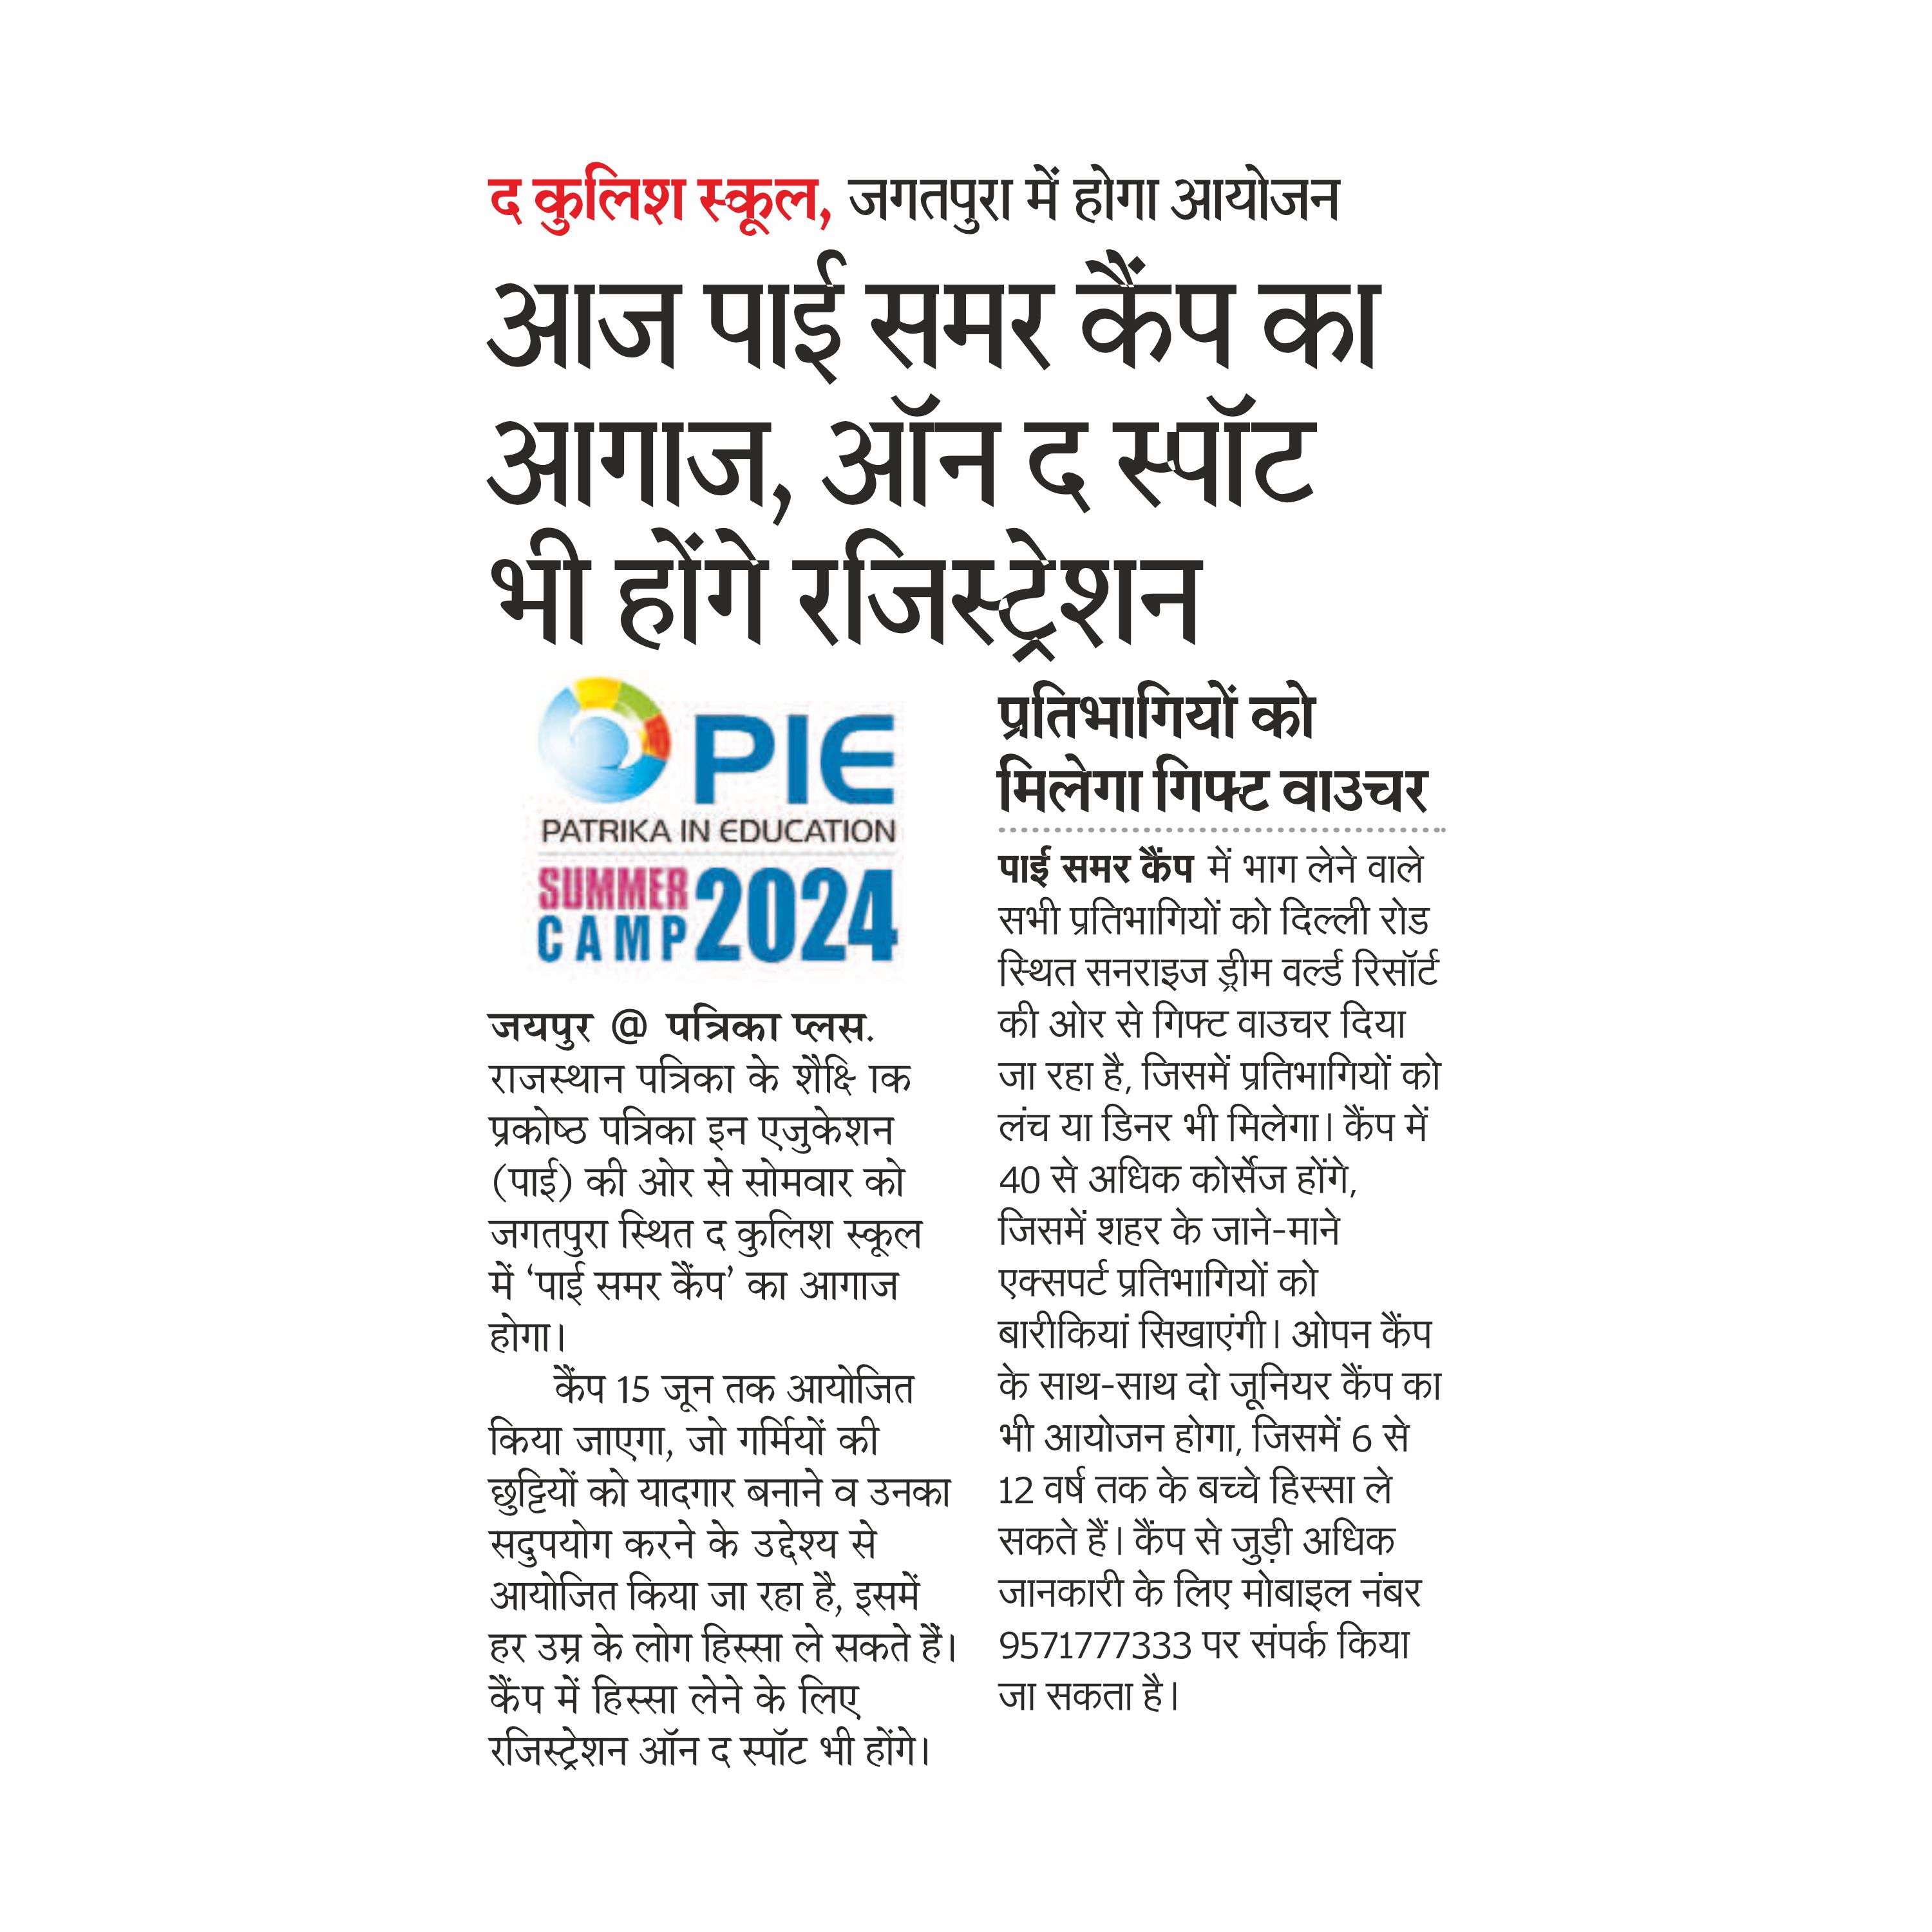 द कुलिश स्कूल, जगतपुरा में होगा आयोजन
आज पाई समर कैंप का
आगाज, ऑन द स्पॉट
भी होंगे रजिस्ट्रेशन
PIE
PATRIKA IN EDUCATION
SUMMER
CAMP 2024
जयपुर @ पत्रिका प्लस.
राजस्थान पत्रिका के शैक्षि ाक
प्रकोष्ठ पत्रिका इन एजुकेशन
(पाई) की ओर से सोमवार को
जगतपुरा स्थित द कुलिश स्कूल
में ‘पाई समर कैंप’ का आगाज
होगा।
कैंप 15 जून तक आयोजित
किया जाएगा, जो गर्मियों की
छुट्टियों को यादगार बनाने व उनका
सदुपयोग करने के उद्देश्य से
आयोजित किया जा रहा है, इसमें
हर उम्र के लोग हिस्सा ले सकते हैं।
कैंप में हिस्सा लेने के लिए
रजिस्ट्रेशन ऑन द स्पॉट भी होंगे।
प्रतिभागियों को
मिलेगा गिफ्ट वाउचर
पाई समर कैंप में भाग लेने वाले
सभी प्रतिभागियों को दिल्ली रोड
स्थित सनराइज ड्रीम वर्ल्ड रिसॉर्ट
की ओर से गिफ्ट वाउचर दिया
जा रहा है, जिसमें प्रतिभागियों को
लंच या डिनर भी मिलेगा। कैंप में
40 से अधिक कोर्सेज होंगे,
जिसमें शहर के जाने-माने
एक्सपर्ट प्रतिभागियों को
बारीकियां सिखाएंगी। ओपन कैंप
के साथ-साथ दो जूनियर कैंप का
भी आयोजन होगा, जिसमें 6 से
12 वर्ष तक के बच्चे हिस्सा ले
सकते हैं। कैंप से जुड़ी अधिक
जानकारी के लिए मोबाइल नंबर
9571777333 पर संपर्क किया
जा सकता है।